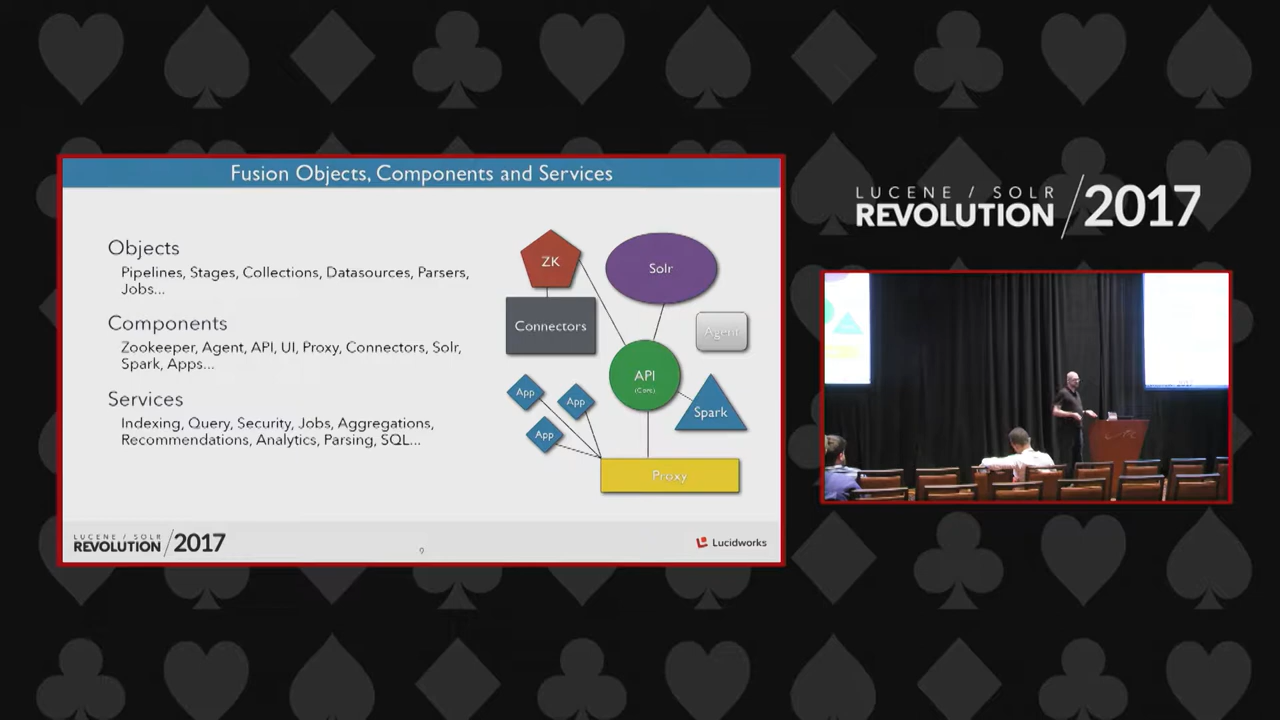 Fusion Objects, Components and Services
Objects
Pipelines, Stages, Collections, Datasources, Parsers,
Jobs...
Components
Zookeeper, Agent, API, UI, Proxy, Connectors, Solr,
Spark, Apps...
Services
Indexing, Query, Security, Jobs, Aggregations,
Recommendations, Analytics, Parsing, SQL...
ZK
Solr
Connectors
Agent
API
(Core)
App
App
App
Spark
Proxy
LUCENE / SOLR
REVOLUTION /2017
9
Lucidworks
LUCENE / SOLR
REVOLUTION /2017